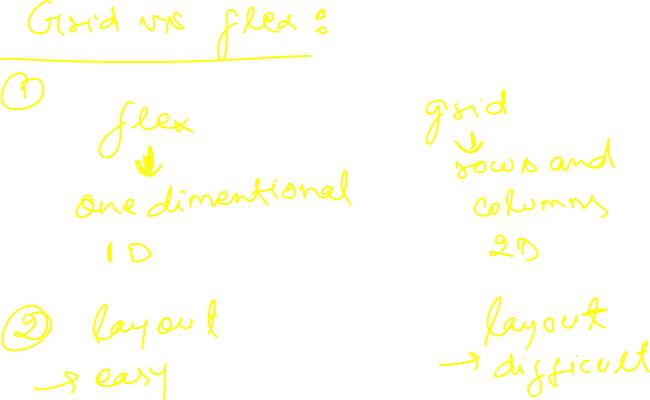 Grid vs flex :
①
flex grid
↓ ↓
one dimentional rows and
columns
1D 2D
② layout layout
→ easy → difficult